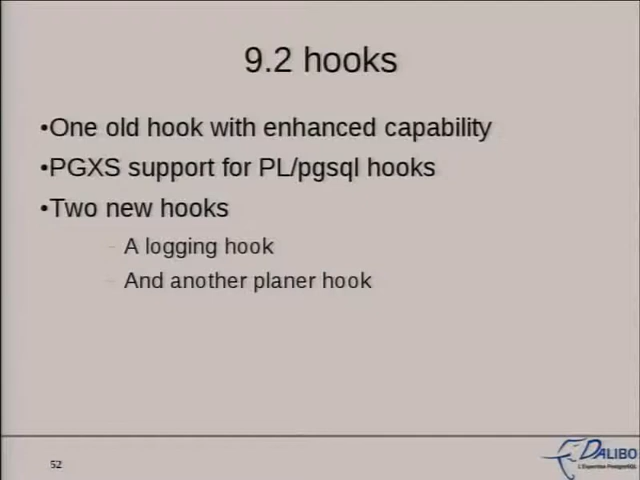 9.2 hooks
•One old hook with enhanced capability
•PGXS support for PL/pgsql hooks
•Two new hooks
– A logging hook
– And another planer hook
52
DALIBO
L'Expertise PostgreSQL